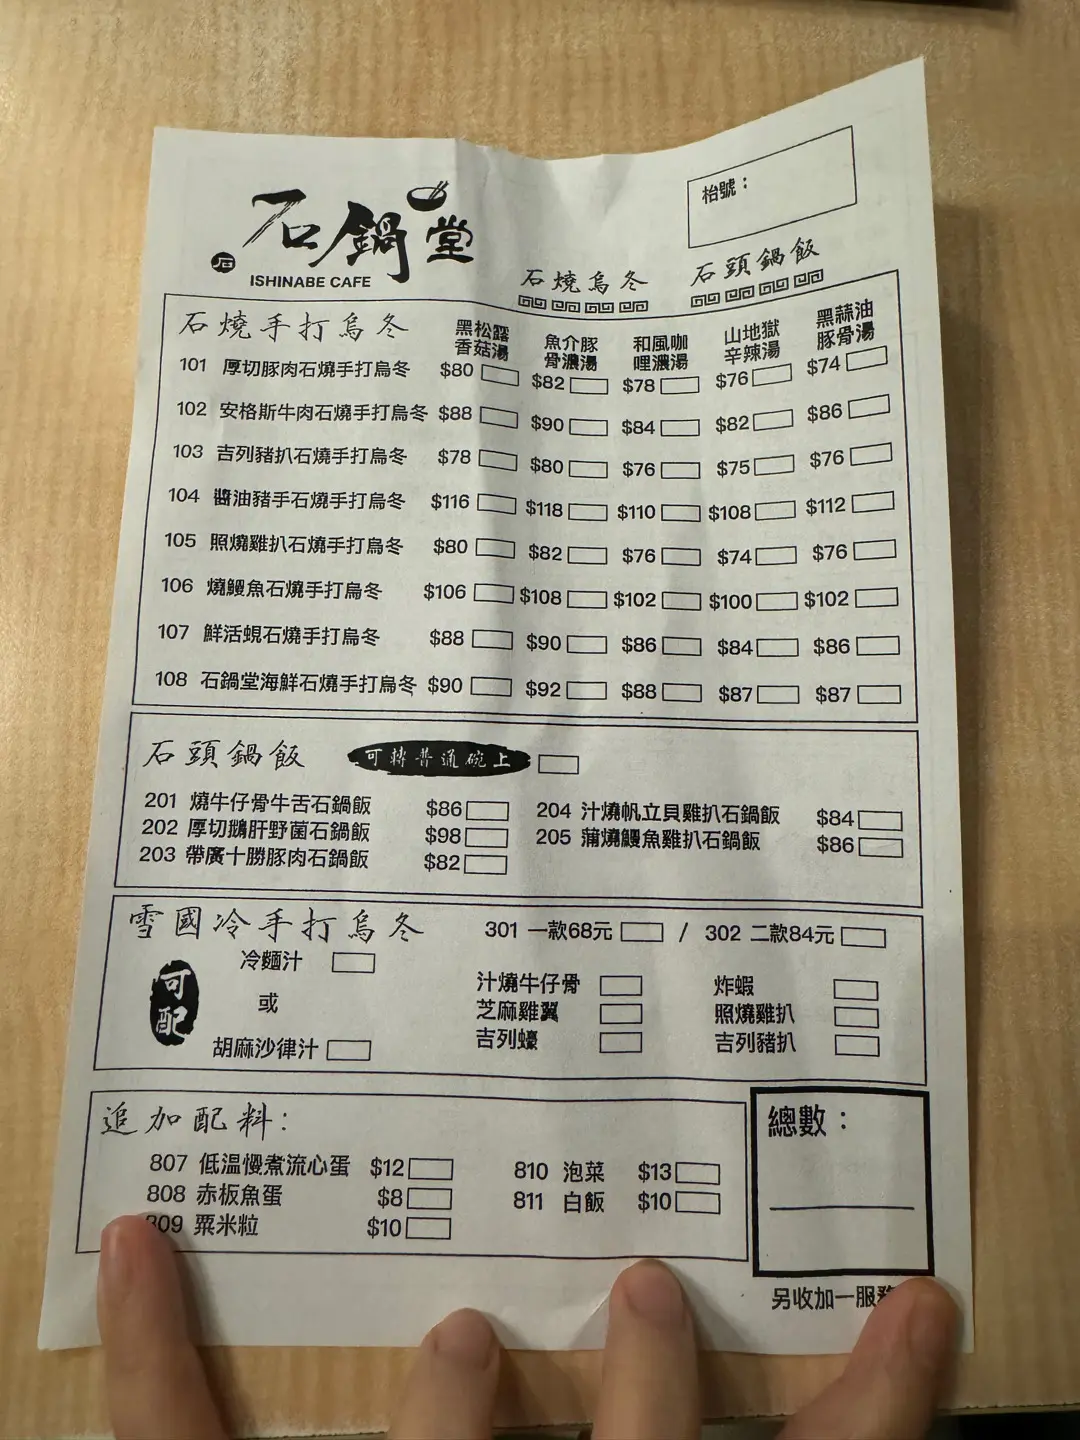 枱號：
石鍋堂
石
ISHINABE CAFE
石燒烏冬
石頭鍋飯
石燒手打烏冬 黑松露香菇湯 魚介豚骨濃湯 和風咖哩濃湯 山地獄辛辣湯 黑蒜油豚骨湯
101 厚切豚肉石燒手打烏冬 $80 $82 $78 $76 $74
102 安格斯牛肉石燒手打烏冬 $88 $90 $84 $82 $86
103 吉列豬扒石燒手打烏冬 $78 $80 $76 $75 $76
104 醬油豬手石燒手打烏冬 $116 $118 $110 $108 $112
105 照燒雞扒石燒手打烏冬 $80 $82 $76 $74 $76
106 燒鰻魚石燒手打烏冬 $106 $108 $102 $100 $102
107 鮮活蜆石燒手打烏冬 $88 $90 $86 $84 $86
108 石鍋堂海鮮石燒手打烏冬 $90 $92 $88 $87 $87
石頭鍋飯 可轉普通碗上
201 燒牛仔骨牛舌石鍋飯 $86
202 厚切鵝肝野菌石鍋飯 $98
203 帶廣十勝豚肉石鍋飯 $82
204 汁燒帆立貝雞扒石鍋飯 $84
205 蒲燒鰻魚雞扒石鍋飯 $86
雪國冷手打烏冬 301 一款68元 / 302 二款84元
可配
冷麵汁
或
胡麻沙律汁
汁燒牛仔骨
芝麻雞翼
吉列蠔
炸蝦
照燒雞扒
吉列豬扒
追加配料：
807 低溫慢煮流心蛋 $12
808 赤板魚蛋 $8
809 粟米粒 $10
810 泡菜 $13
811 白飯 $10
總數：
另收加一服務